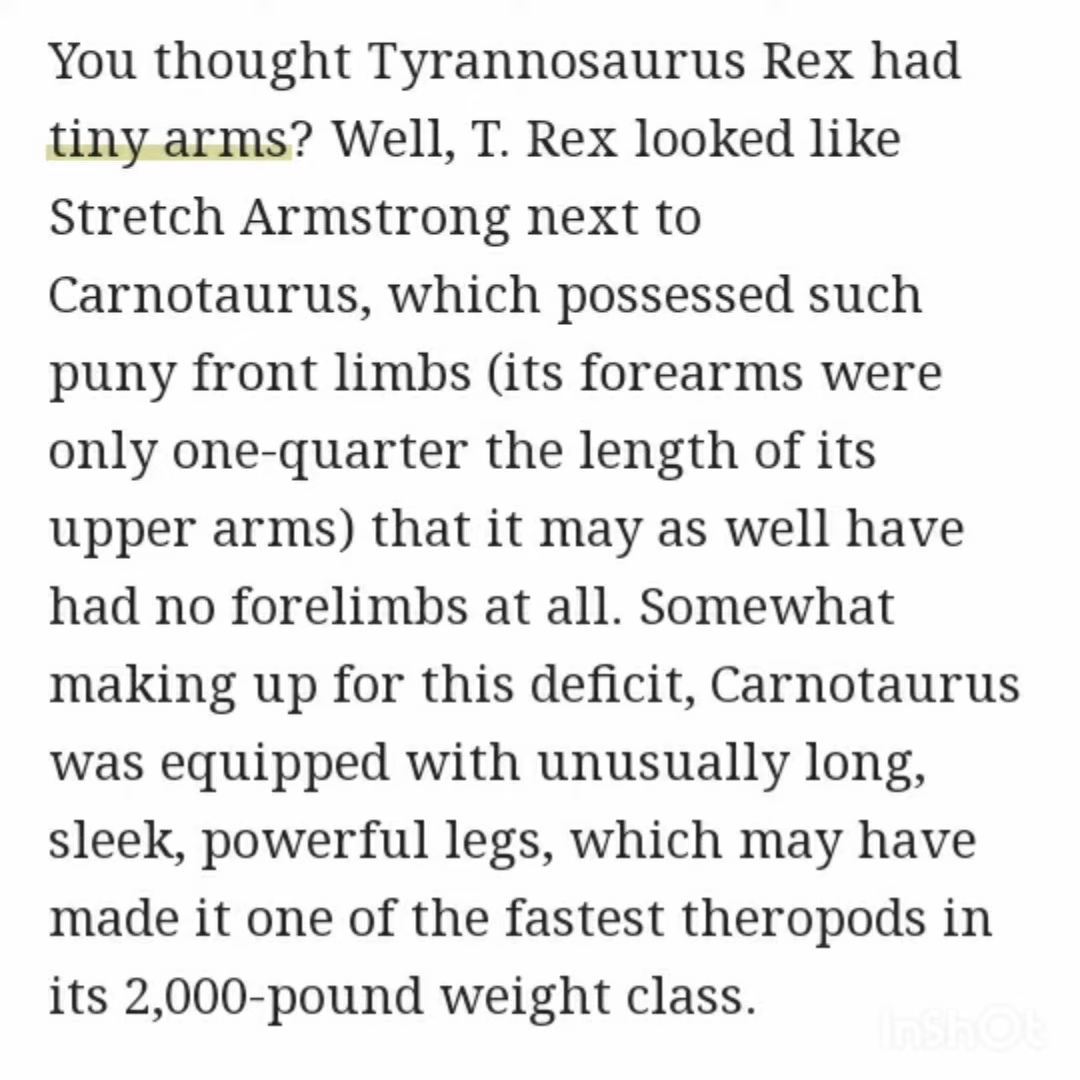 You thought Tyrannosaurus Rex had
tiny arms? Well, T. Rex looked like
Stretch Armstrong next to
Carnotaurus, which possessed such
puny front limbs (its forearms were
only one-quarter the length of its
upper arms) that it may as well have
had no forelimbs at all. Somewhat
making up for this deficit, Carnotaurus
was equipped with unusually long,
sleek, powerful legs, which may have
made it one of the fastest theropods in
its 2,000-pound weight class.
InShOt